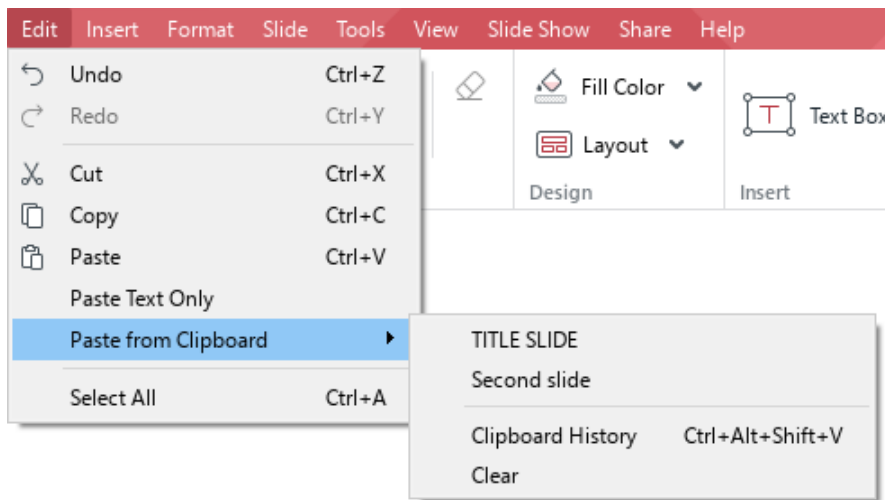 Edit Insert Format Slide Tools View Slide Show Share Help
Undo Ctrl+Z
Redo Ctrl+Y
Cut Ctrl+X
Copy Ctrl+C
Paste Ctrl+V
Paste Text Only
Paste from Clipboard
Select All Ctrl+A
Fill Color
Layout
Design
T Text Box
Insert
TITLE SLIDE
Second slide
Clipboard History Ctrl+Alt+Shift+V
Clear